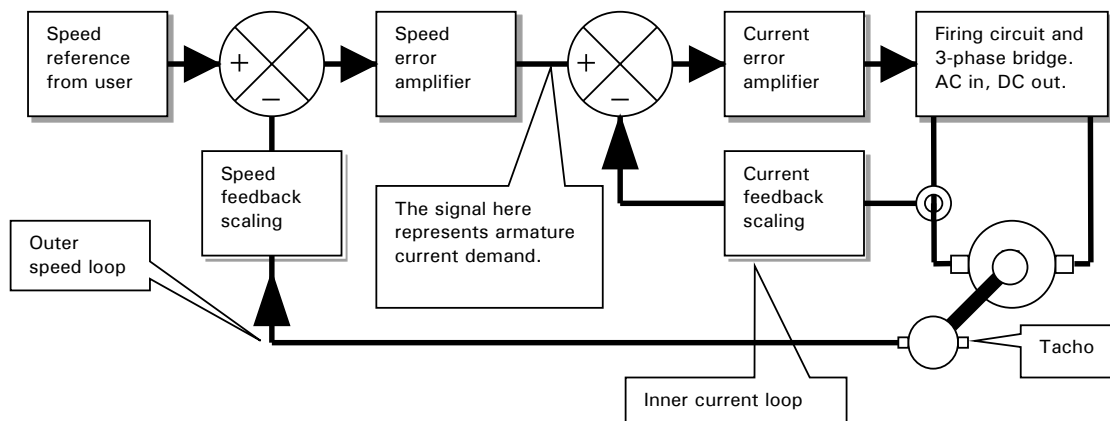 Speed
reference
from user
+
−
Speed
error
amplifier
+
−
Current
error
amplifier
Firing circuit and
3-phase bridge.
AC in, DC out.
Speed
feedback
scaling
The signal here
represents armature
current demand.
Current
feedback
scaling
Outer
speed loop
Tacho
Inner current loop